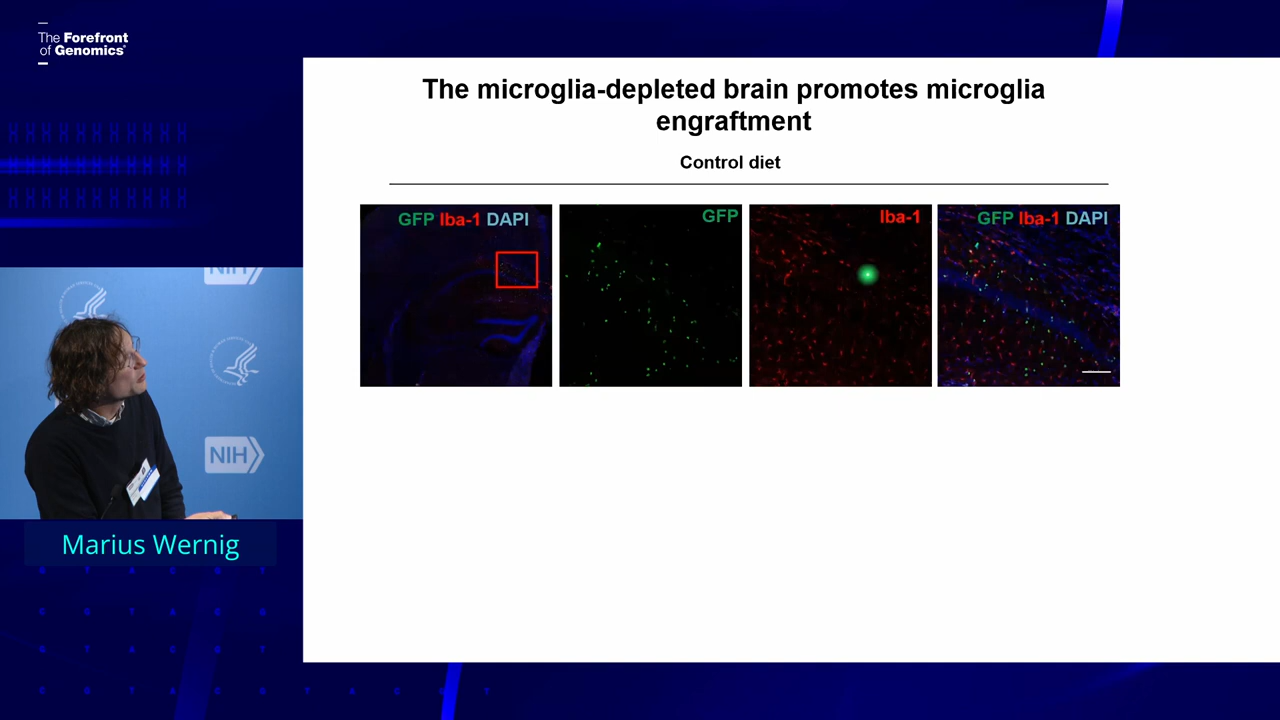 The Forefront
of Genomics®
The microglia-depleted brain promotes microglia
engraftment
Control diet
GFP Iba-1 DAPI
GFP
Iba-1
GFP Iba-1 DAPI
NIH
NIH
Marius Wernig